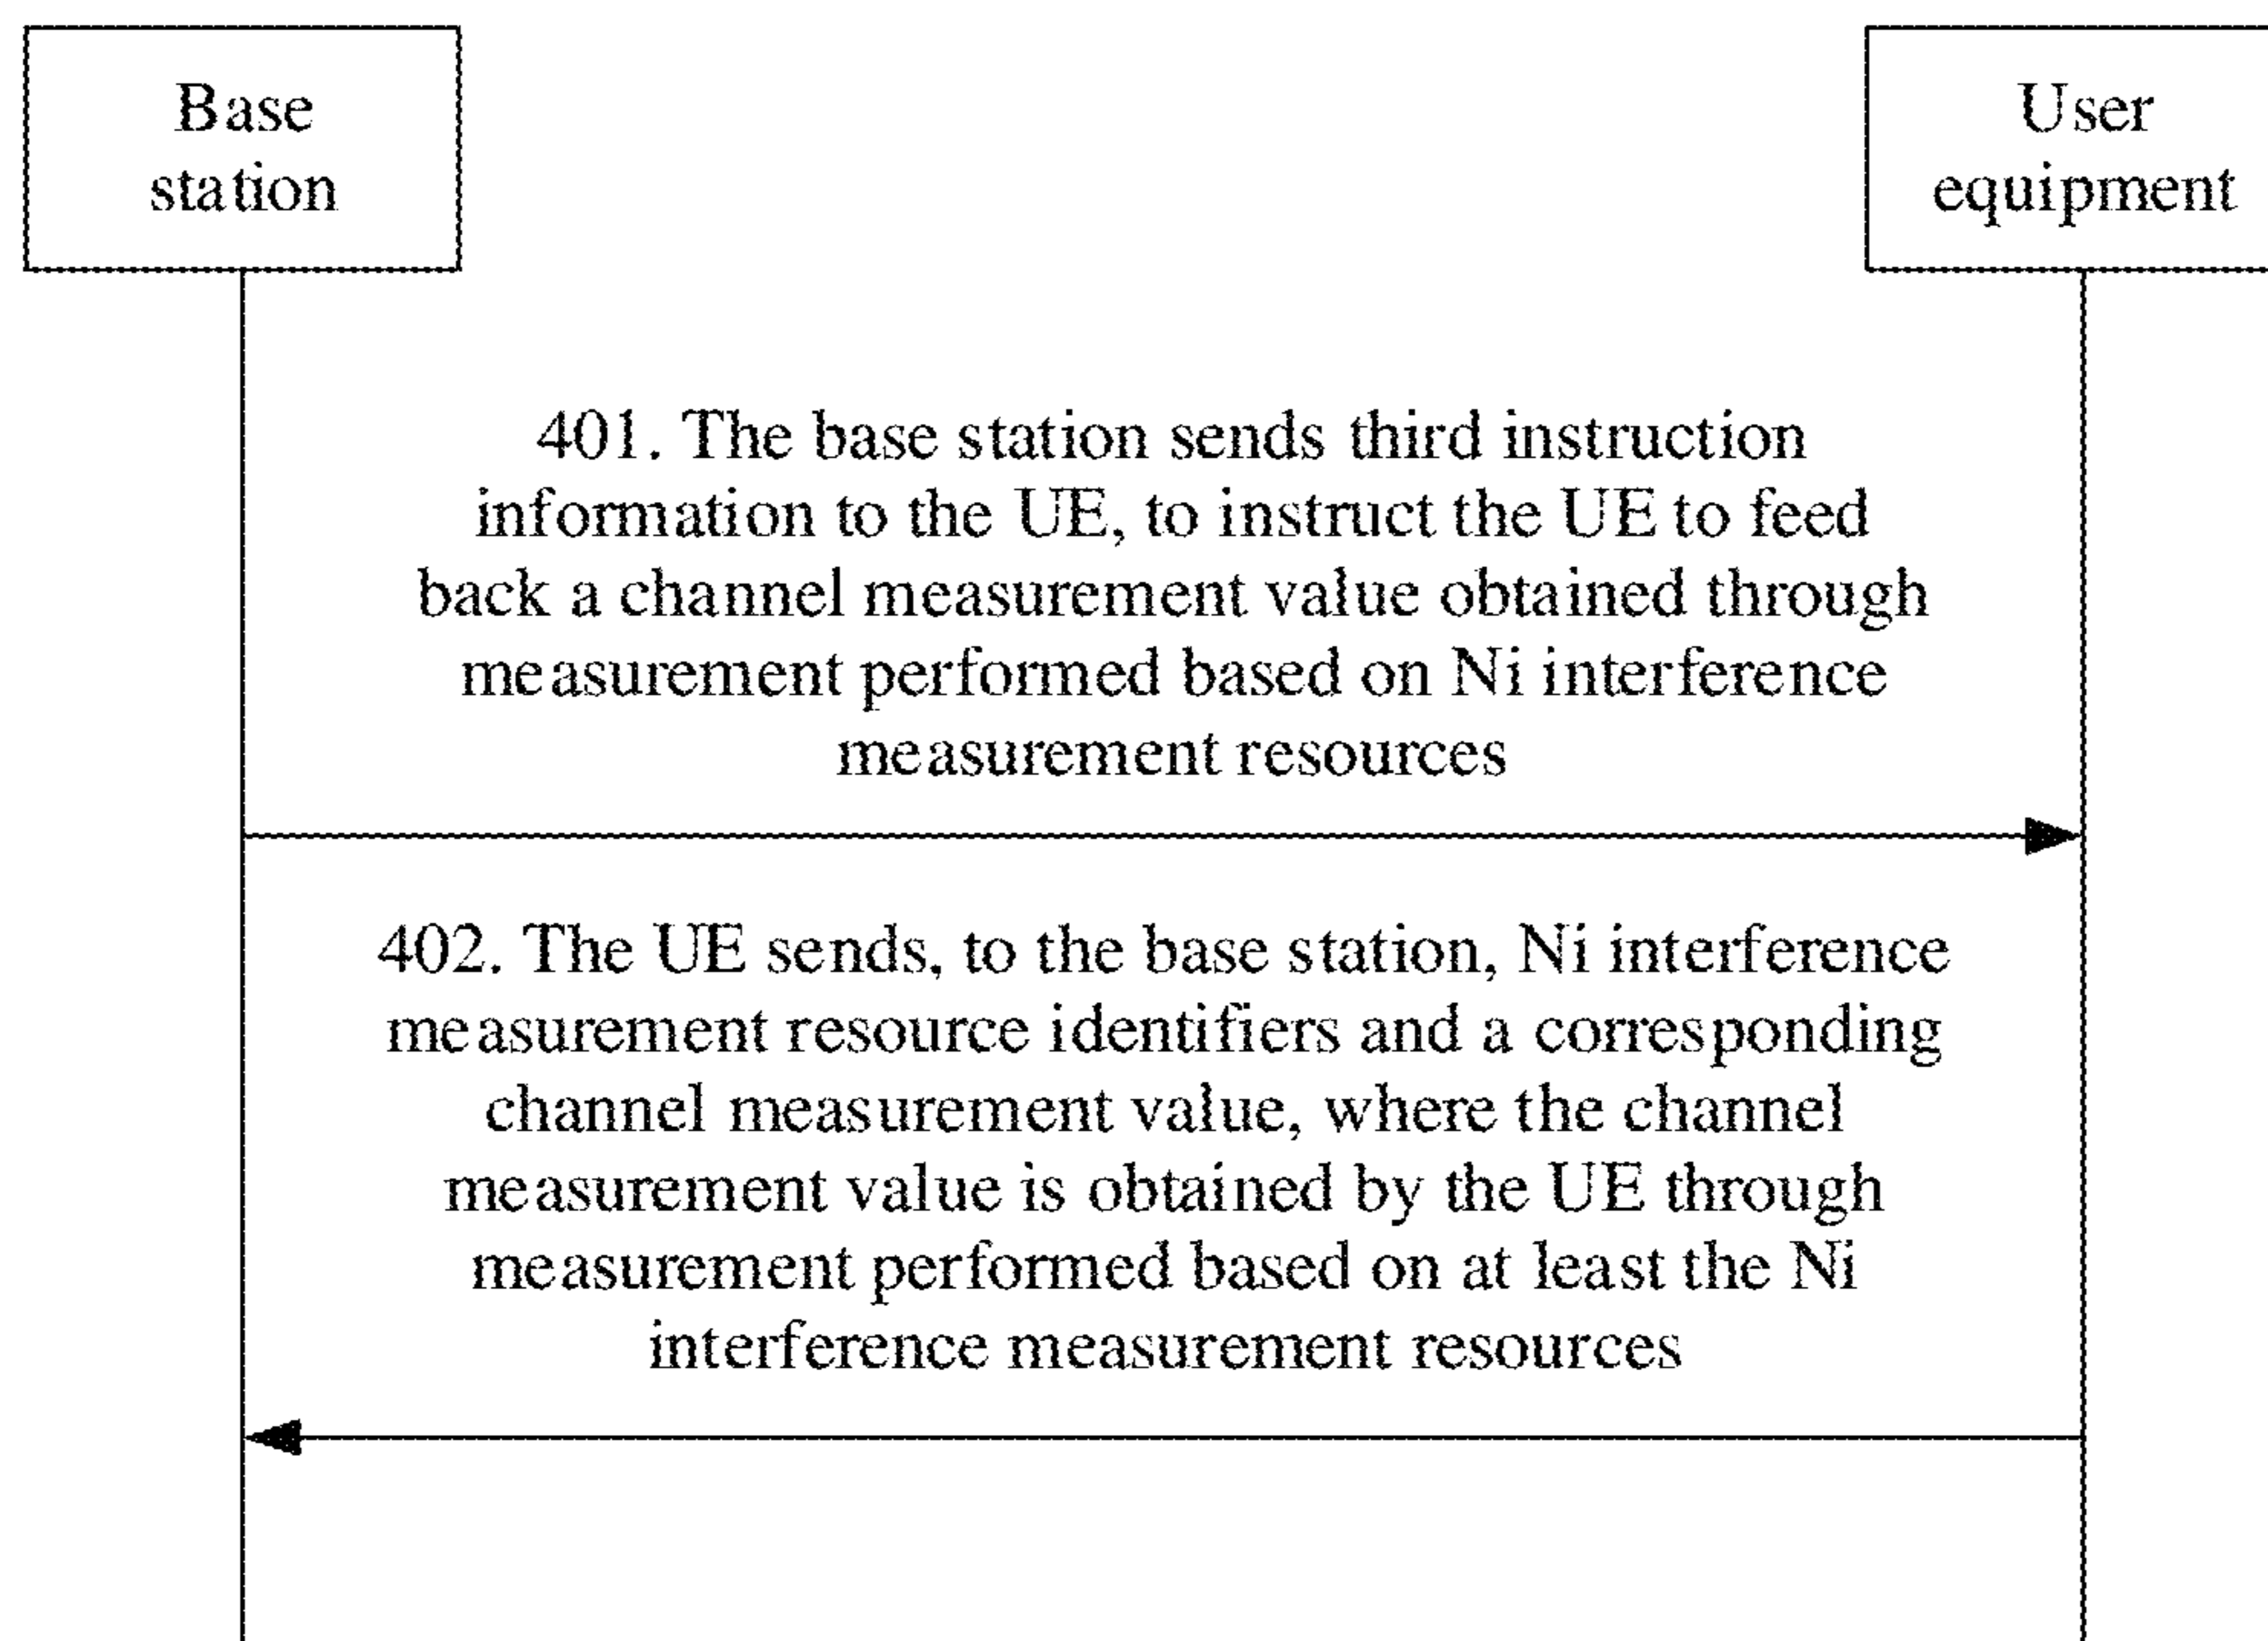 Base
station
User
equipment
401. The base station sends third instruction
information to the UE, to instruct the UE to feed
back a channel measurement value obtained through
measurement performed based on Ni interference
measurement resources
402. The UE sends, to the base station, Ni interference
measurement resource identifiers and a corresponding
channel measurement value, where the channel
measurement value is obtained by the UE through
measurement performed based on at least the Ni
interference measurement resources